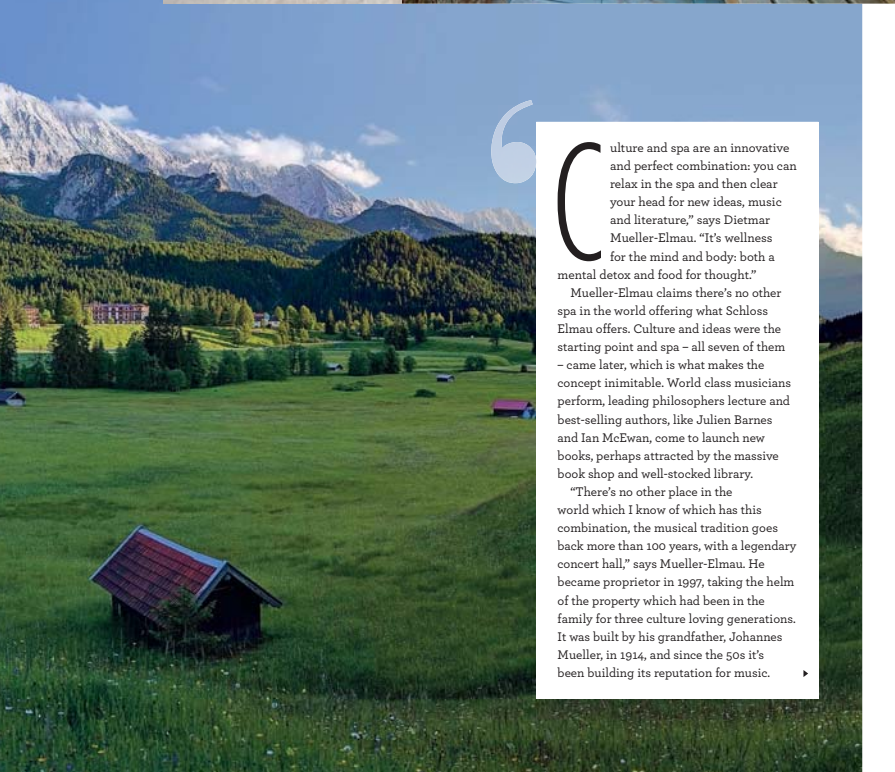 “Culture and spa are an innovative
and perfect combination: you can
relax in the spa and then clear
your head for new ideas, music
and literature,” says Dietmar
Mueller-Elmau. “It’s wellness
for the mind and body: both a
mental detox and food for thought.”
Mueller-Elmau claims there’s no other
spa in the world offering what Schloss
Elmau offers. Culture and ideas were the
starting point and spa – all seven of them
– came later, which is what makes the
concept inimitable. World class musicians
perform, leading philosophers lecture and
best-selling authors, like Julien Barnes
and Ian McEwan, come to launch new
books, perhaps attracted by the massive
book shop and well-stocked library.
“There’s no other place in the
world which I know of which has this
combination, the musical tradition goes
back more than 100 years, with a legendary
concert hall,” says Mueller-Elmau. He
became proprietor in 1997, taking the helm
of the property which had been in the
family for three culture loving generations.
It was built by his grandfather, Johannes
Mueller, in 1914, and since the 50s it’s
been building its reputation for music.